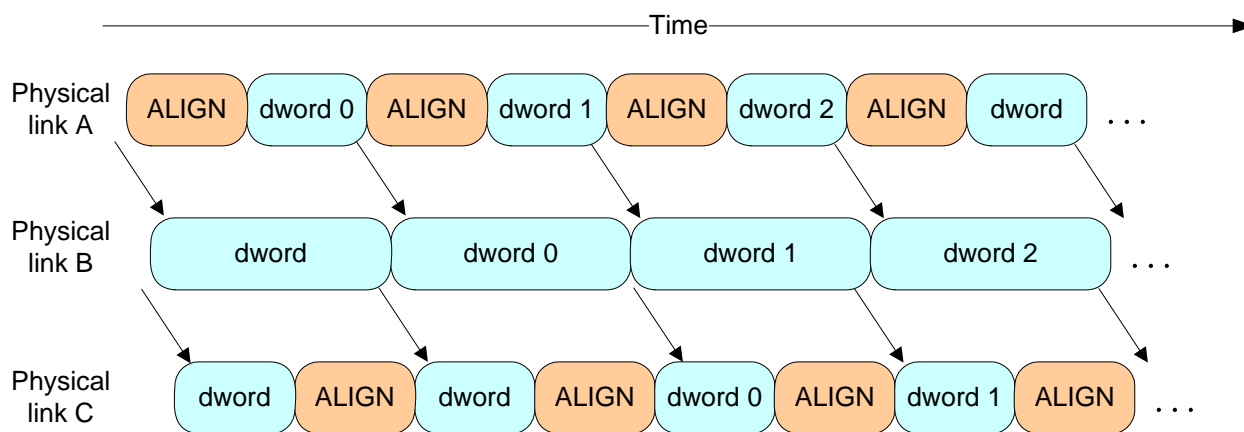 Time
Physical
link A
ALIGN dword 0 ALIGN dword 1 ALIGN dword 2 ALIGN dword . . .
Physical
link B
dword dword 0 dword 1 dword 2 . . .
Physical
link C
dword ALIGN dword ALIGN dword 0 ALIGN dword 1 ALIGN . . .